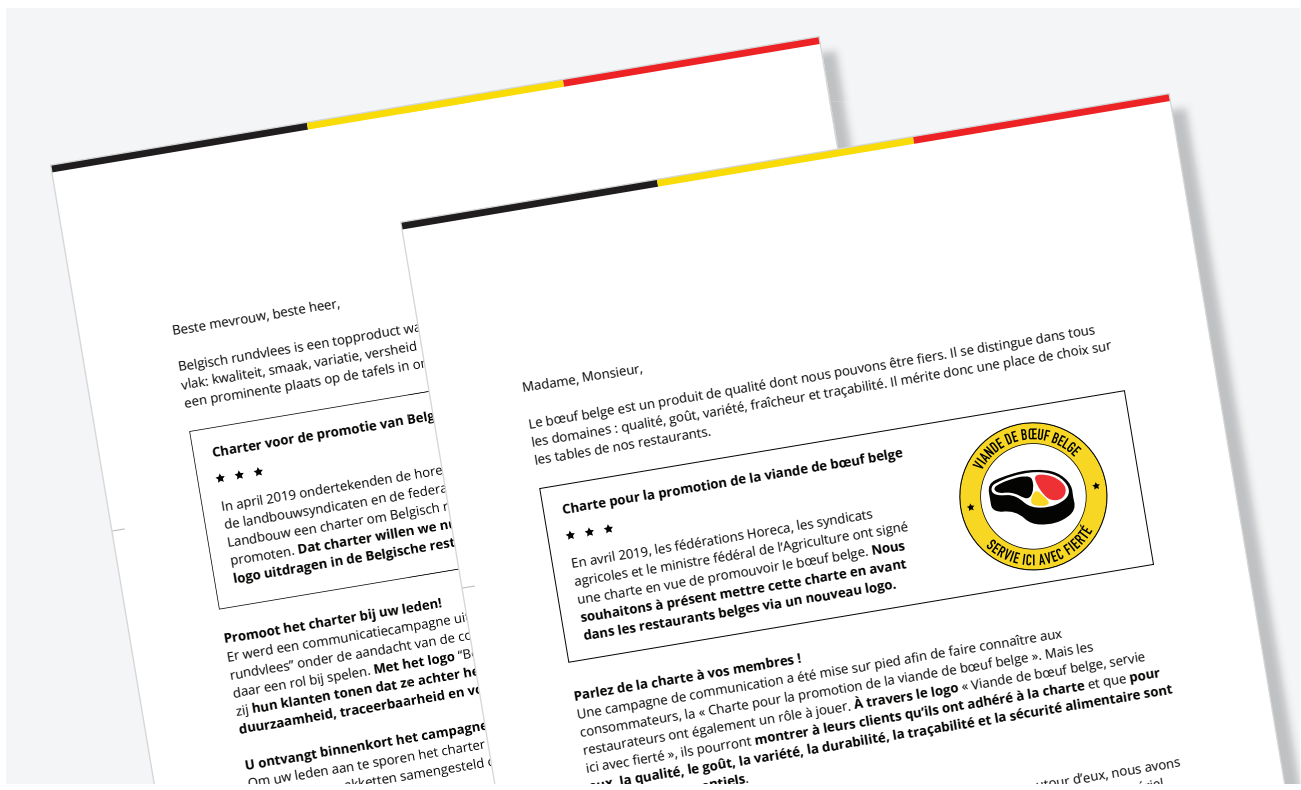 Beste mevrouw, beste heer,
Belgisch rundvlees is een topproduct
vlak: kwaliteit, smaak, variatie, versheid
een prominente plaats op de tafels in
Charter voor de promotie van
In april 2019 ondertekenden de
de landbouwsyndicaten en de
Landbouw een charter om Belgisch
promoten. Dat charter willen we
logo uitdragen in de Belgische
Promoot het charter bij uw leden!
Er werd een communicatiecampagne
rundvlees” onder de aandacht van de
daar een rol bij spelen. Met het logo
zij hun klanten tonen dat ze achter
duurzaamheid, traceerbaarheid en
U ontvangt binnenkort het
Om uw leden aan te sporen het charter
samengesteld
Madame, Monsieur,
Le bœuf belge est un produit de qualité dont nous pouvons être fiers. Il se distingue dans tous
les domaines : qualité, goût, variété, fraîcheur et traçabilité. Il mérite donc une place de choix sur
les tables de nos restaurants.
Charte pour la promotion de la viande de bœuf belge
En avril 2019, les fédérations Horeca, les syndicats
agricoles et le ministre fédéral de l’Agriculture ont signé
une charte en vue de promouvoir le bœuf belge. Nous
souhaitons à présent mettre cette charte en avant
dans les restaurants belges via un nouveau logo.
VIANDE DE BŒUF BELGE
SERVIE ICI AVEC FIERTÉ
Parlez de la charte à vos membres !
Une campagne de communication a été mise sur pied afin de faire connaître aux
consommateurs, la « Charte pour la promotion de la viande de bœuf belge ». Mais les
restaurateurs ont également un rôle à jouer. À travers le logo « Viande de bœuf belge, servie
ici avec fierté », ils pourront montrer à leurs clients qu’ils ont adhéré à la charte et que pour
la qualité, le goût, la variété, la durabilité, la traçabilité et la sécurité alimentaire sont
d’eux, nous avons